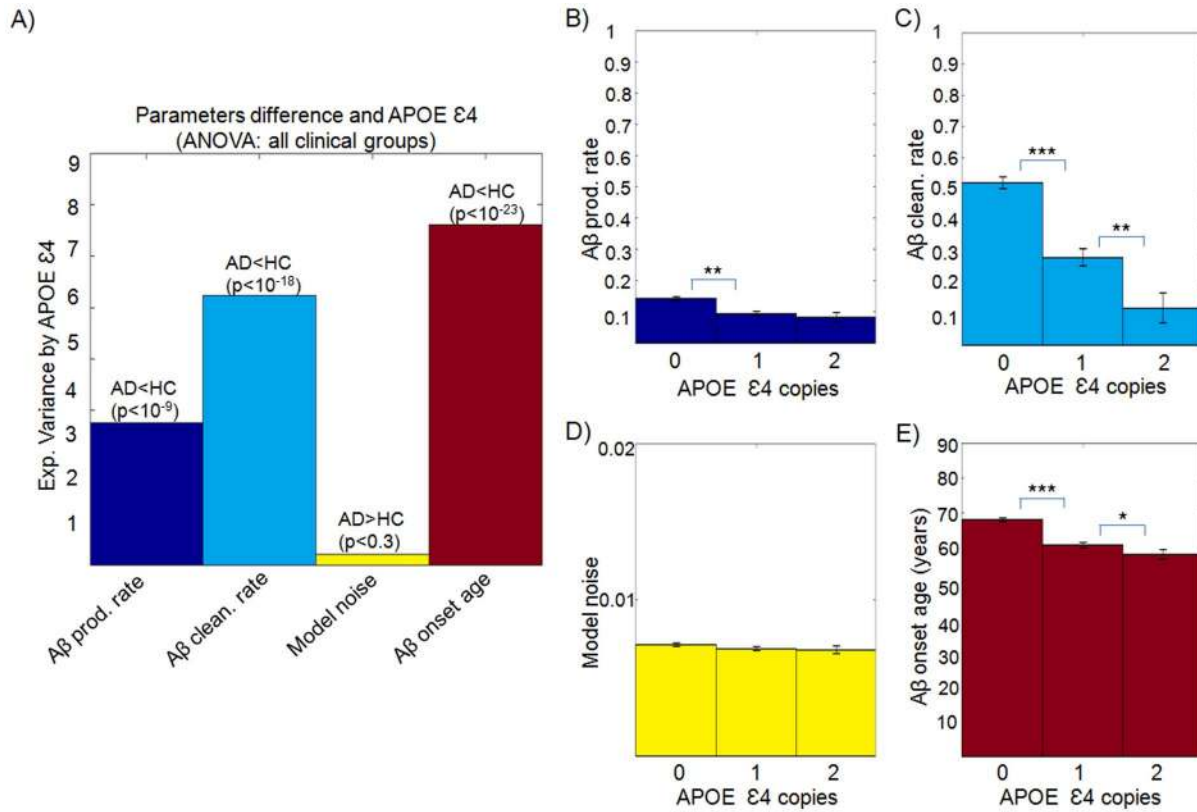 A)
Parameters difference and APOE Ɛ4
(ANOVA: all clinical groups)
Exp. Variance by APOE Ɛ4
9
8
7
6
5
4
3
2
1
AD<HC
(p<10⁻⁹)
AD<HC
(p<10⁻¹⁸)
AD>HC
(p<0.3)
AD<HC
(p<10⁻²³)
Aβ prod. rate
Aβ clean. rate
Model noise
Aβ onset age
B)
Aβ prod. rate
1
0.9
0.8
0.7
0.6
0.5
0.4
0.3
0.2
0.1
**
0 1 2
APOE Ɛ4 copies
C)
Aβ clean. rate
1
0.9
0.8
0.7
0.6
0.5
0.4
0.3
0.2
0.1
***
**
0 1 2
APOE Ɛ4 copies
D)
Model noise
0.02
0.01
0 1 2
APOE Ɛ4 copies
E)
Aβ onset age (years)
90
80
70
60
50
40
30
20
10
***
*
0 1 2
APOE Ɛ4 copies